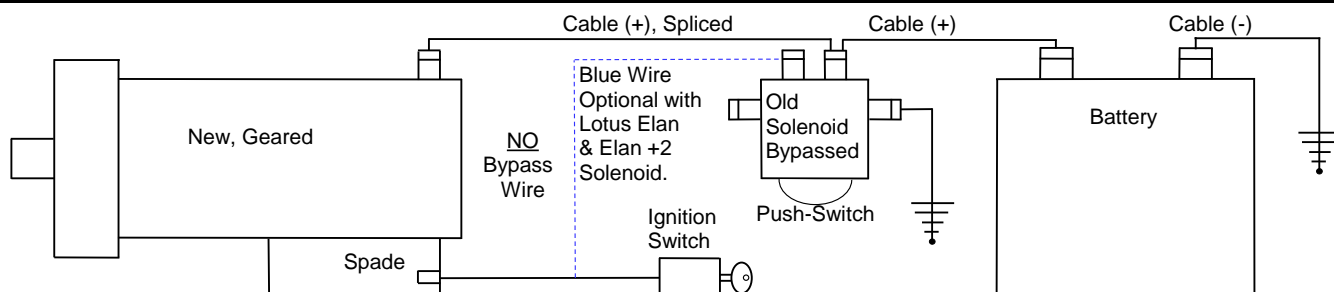 Cable (+), Spliced
Cable (+)
Cable (-)
New, Geared
NO
Bypass
Wire
Blue Wire
Optional with
Lotus Elan
& Elan +2
Solenoid.
Old
Solenoid
Bypassed
Battery
Push-Switch
Ignition
Switch
Spade